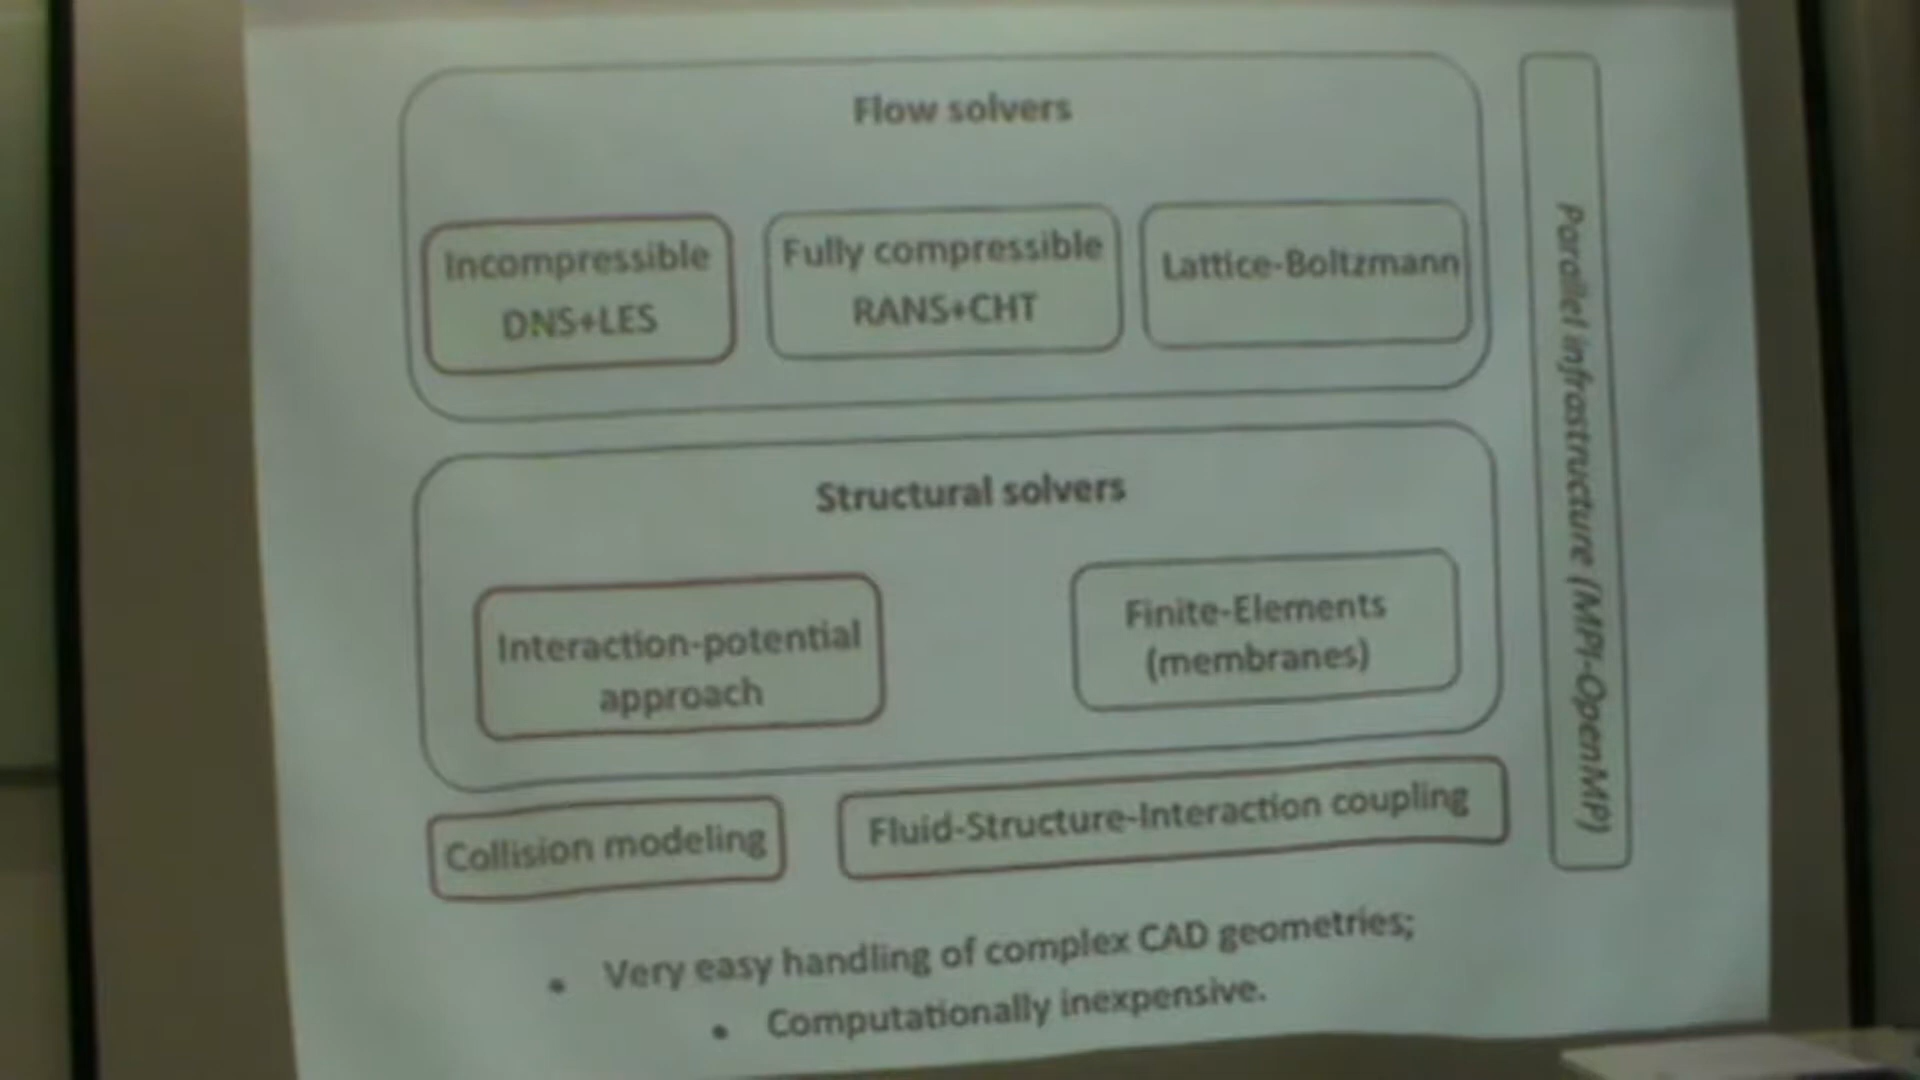 Flow solvers
Incompressible
DNS+LES
Fully compressible
RANS+CHT
Lattice-Boltzmann
Structural solvers
Interaction-potential
approach
Finite-Elements
(membranes)
Collision modeling
Fluid-Structure-Interaction coupling
Parallel infrastructure (MPI-OpenMP)
• Very easy handling of complex CAD geometries;
• Computationally inexpensive.